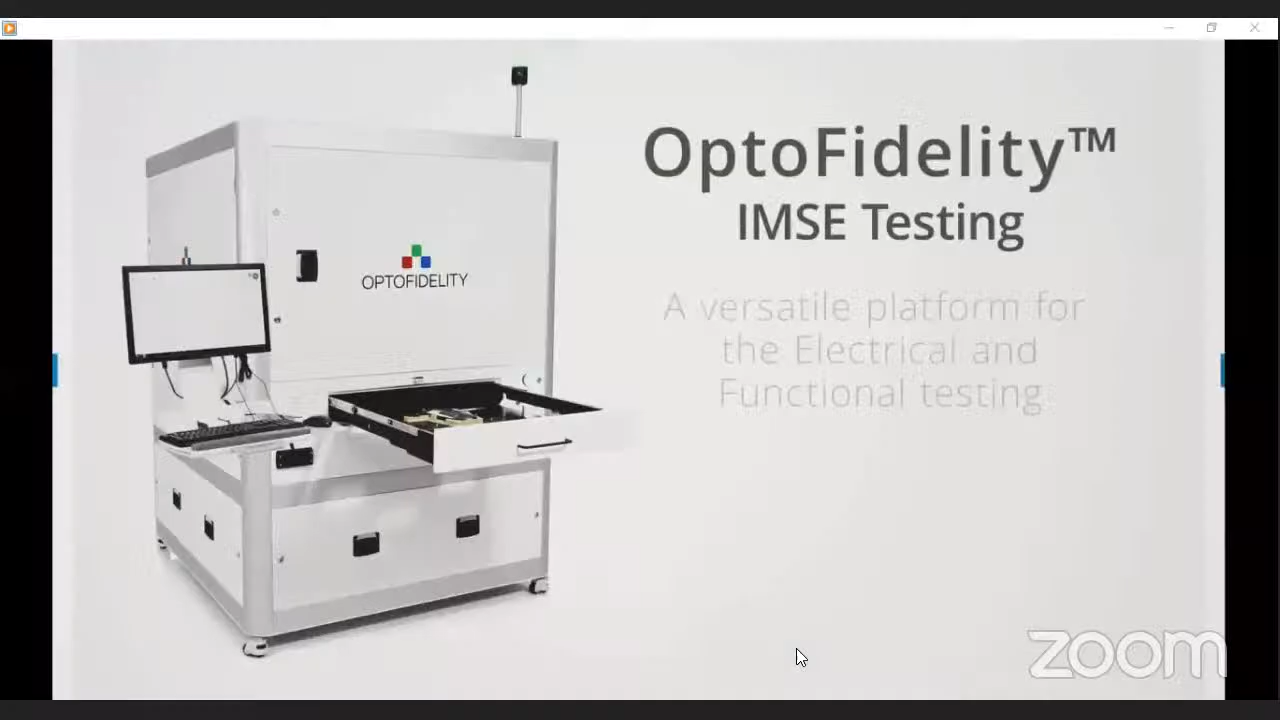 OptoFidelity™
IMSE Testing
OPTOFIDELITY
A versatile platform for
the Electrical and
Functional testing
zoom